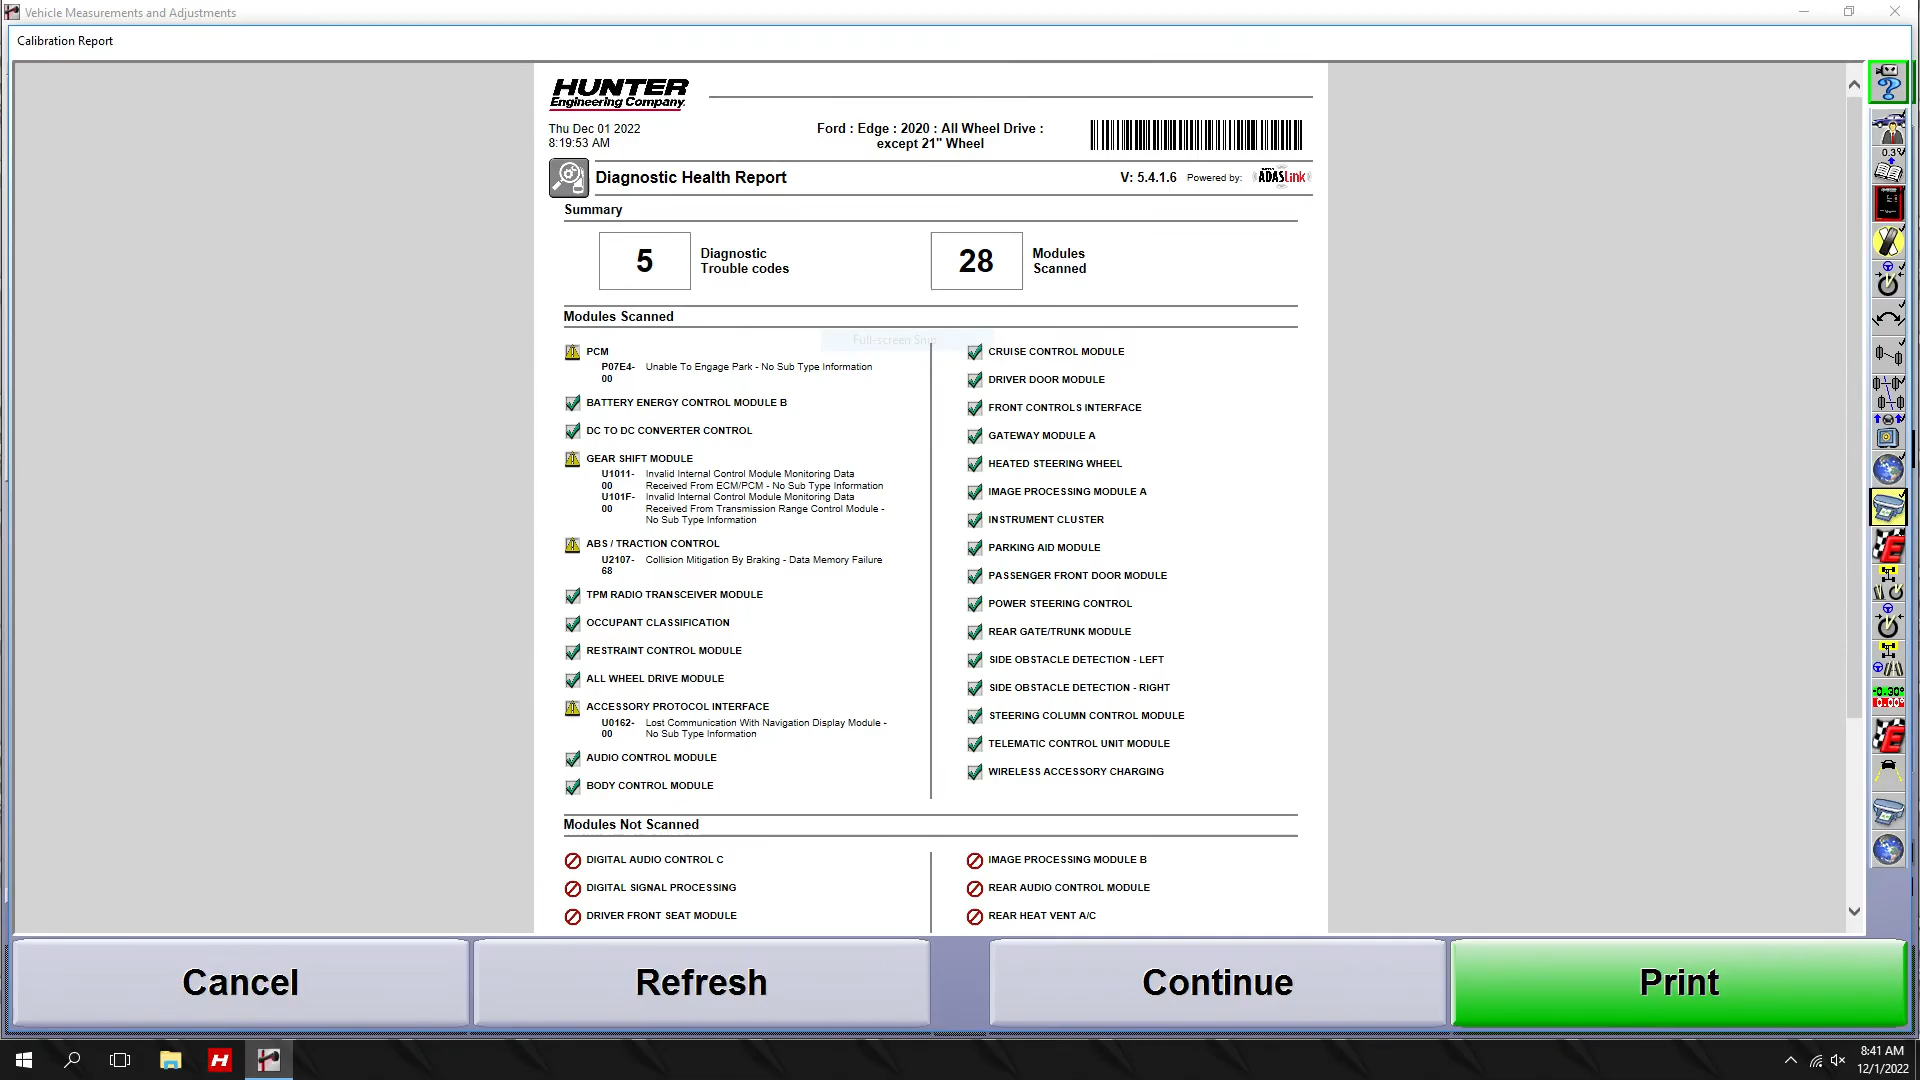 Vehicle Measurements and Adjustments
Calibration Report
HUNTER
Engineering Company
Thu Dec 01 2022
8:19:53 AM
Ford : Edge : 2020 : All Wheel Drive :
except 21" Wheel
Diagnostic Health Report
V: 5.4.1.6 Powered by: ADASLink
Summary
5
Diagnostic
Trouble codes
28
Modules
Scanned
Modules Scanned
Full-screen Snip
PCM
P07E4- Unable To Engage Park - No Sub Type Information
00
BATTERY ENERGY CONTROL MODULE B
DC TO DC CONVERTER CONTROL
GEAR SHIFT MODULE
U1011- Invalid Internal Control Module Monitoring Data
00 Received From ECM/PCM - No Sub Type Information
U101F- Invalid Internal Control Module Monitoring Data
00 Received From Transmission Range Control Module -
No Sub Type Information
ABS / TRACTION CONTROL
U2107- Collision Mitigation By Braking - Data Memory Failure
68
TPM RADIO TRANSCEIVER MODULE
OCCUPANT CLASSIFICATION
RESTRAINT CONTROL MODULE
ALL WHEEL DRIVE MODULE
ACCESSORY PROTOCOL INTERFACE
U0162- Lost Communication With Navigation Display Module -
00 No Sub Type Information
AUDIO CONTROL MODULE
BODY CONTROL MODULE
CRUISE CONTROL MODULE
DRIVER DOOR MODULE
FRONT CONTROLS INTERFACE
GATEWAY MODULE A
HEATED STEERING WHEEL
IMAGE PROCESSING MODULE A
INSTRUMENT CLUSTER
PARKING AID MODULE
PASSENGER FRONT DOOR MODULE
POWER STEERING CONTROL
REAR GATE/TRUNK MODULE
SIDE OBSTACLE DETECTION - LEFT
SIDE OBSTACLE DETECTION - RIGHT
STEERING COLUMN CONTROL MODULE
TELEMATIC CONTROL UNIT MODULE
WIRELESS ACCESSORY CHARGING
Modules Not Scanned
DIGITAL AUDIO CONTROL C
DIGITAL SIGNAL PROCESSING
DRIVER FRONT SEAT MODULE
IMAGE PROCESSING MODULE B
REAR AUDIO CONTROL MODULE
REAR HEAT VENT A/C
0.3
E
-0.30°
0.00°
E
Cancel
Refresh
Continue
Print
H
8:41 AM
12/1/2022